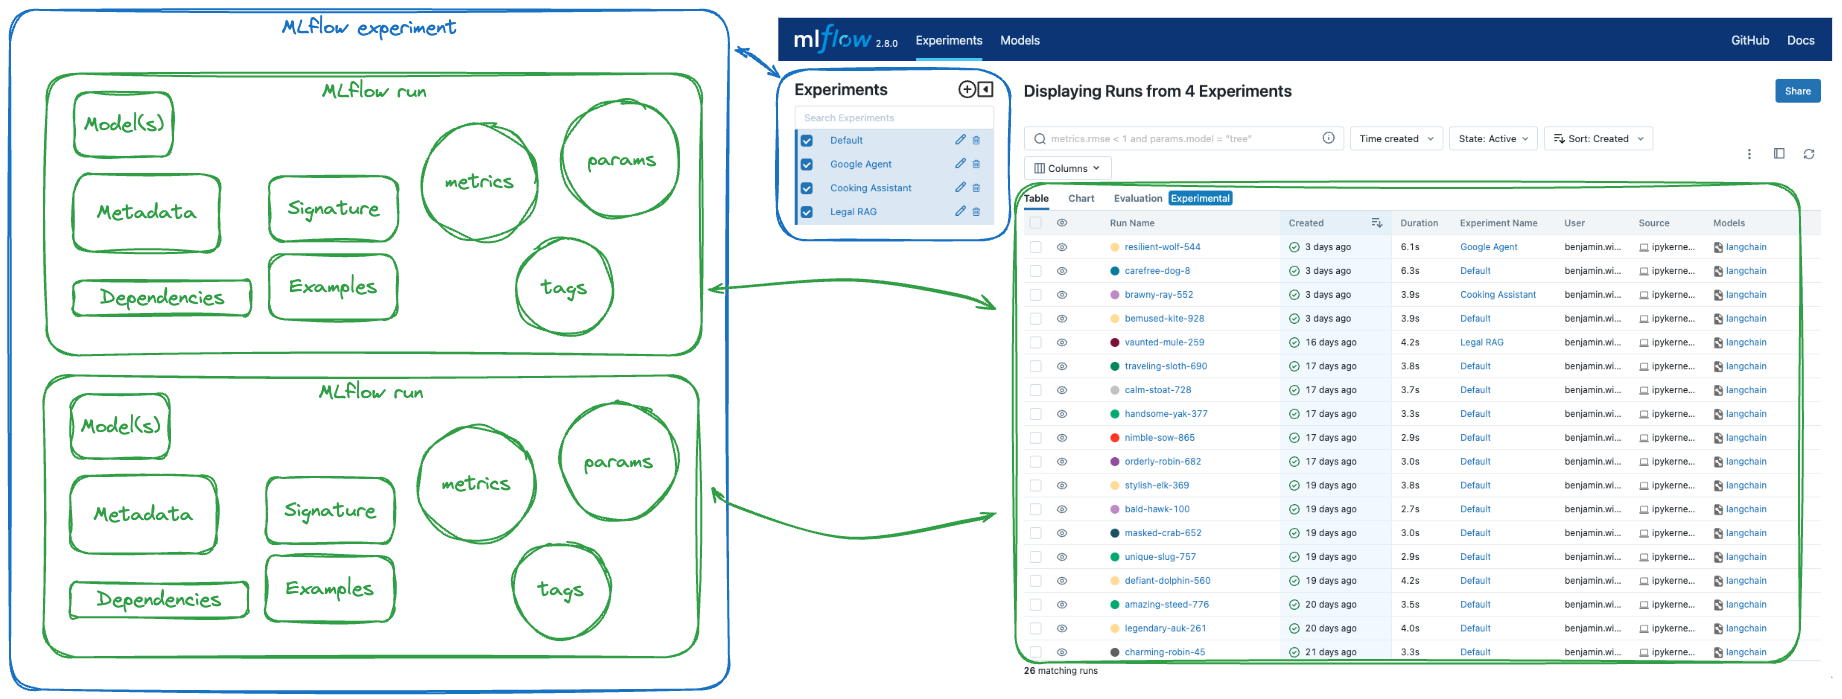 MLflow experiment
MLflow run
Model(s)
Metadata
Dependencies
Signature
Examples
metrics
params
tags
MLflow run
Model(s)
Metadata
Dependencies
Signature
Examples
metrics
params
tags
mlflow 2.8.0 Experiments Models GitHub Docs
Experiments
Search Experiments
Default
Google Agent
Cooking Assistant
Legal RAG
Displaying Runs from 4 Experiments Share
metrics.rmse < 1 and params.model = "tree" Time created State: Active Sort: Created
Columns
Table Chart Evaluation Experimental
Run Name Created Duration Experiment Name User Source Models
resilient-wolf-544 3 days ago 6.1s Google Agent benjamin.wi... ipykerne... langchain
carefree-dog-8 3 days ago 6.3s Default benjamin.wi... ipykerne... langchain
brawny-ray-552 3 days ago 3.9s Cooking Assistant benjamin.wi... ipykerne... langchain
bemused-kite-928 3 days ago 3.9s Default benjamin.wi... ipykerne... langchain
vaunted-mule-259 16 days ago 4.2s Legal RAG benjamin.wi... ipykerne... langchain
traveling-sloth-690 17 days ago 3.8s Default benjamin.wi... ipykerne... langchain
calm-stoat-728 17 days ago 3.7s Default benjamin.wi... ipykerne... langchain
handsome-yak-377 17 days ago 3.3s Default benjamin.wi... ipykerne... langchain
nimble-sow-865 17 days ago 2.9s Default benjamin.wi... ipykerne... langchain
orderly-robin-682 17 days ago 3.0s Default benjamin.wi... ipykerne... langchain
stylish-elk-369 19 days ago 3.8s Default benjamin.wi... ipykerne... langchain
bald-hawk-100 19 days ago 2.7s Default benjamin.wi... ipykerne... langchain
masked-crab-652 19 days ago 3.0s Default benjamin.wi... ipykerne... langchain
unique-slug-757 19 days ago 2.9s Default benjamin.wi... ipykerne... langchain
defiant-dolphin-560 19 days ago 4.2s Default benjamin.wi... ipykerne... langchain
amazing-steed-776 20 days ago 3.5s Default benjamin.wi... ipykerne... langchain
legendary-auk-261 20 days ago 4.0s Default benjamin.wi... ipykerne... langchain
charming-robin-45 21 days ago 3.3s Default benjamin.wi... ipykerne... langchain
26 matching runs